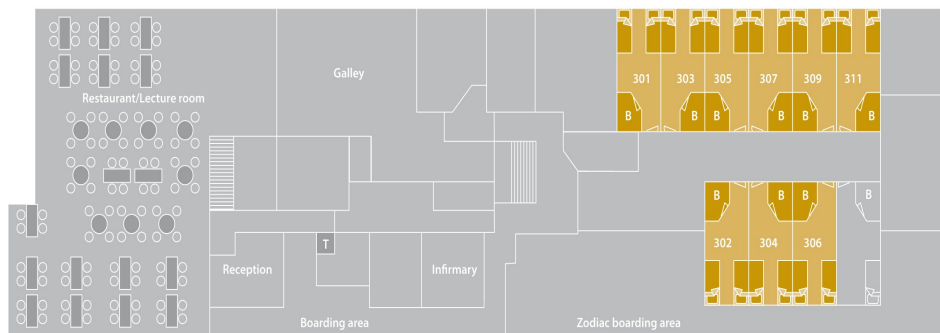 Galley
301
303
305
307
309
311
Restaurant/Lecture room
B
B
B
B
B
B
B
B
B
T
302
304
306
Reception
Infirmary
Boarding area
Zodiac boarding area